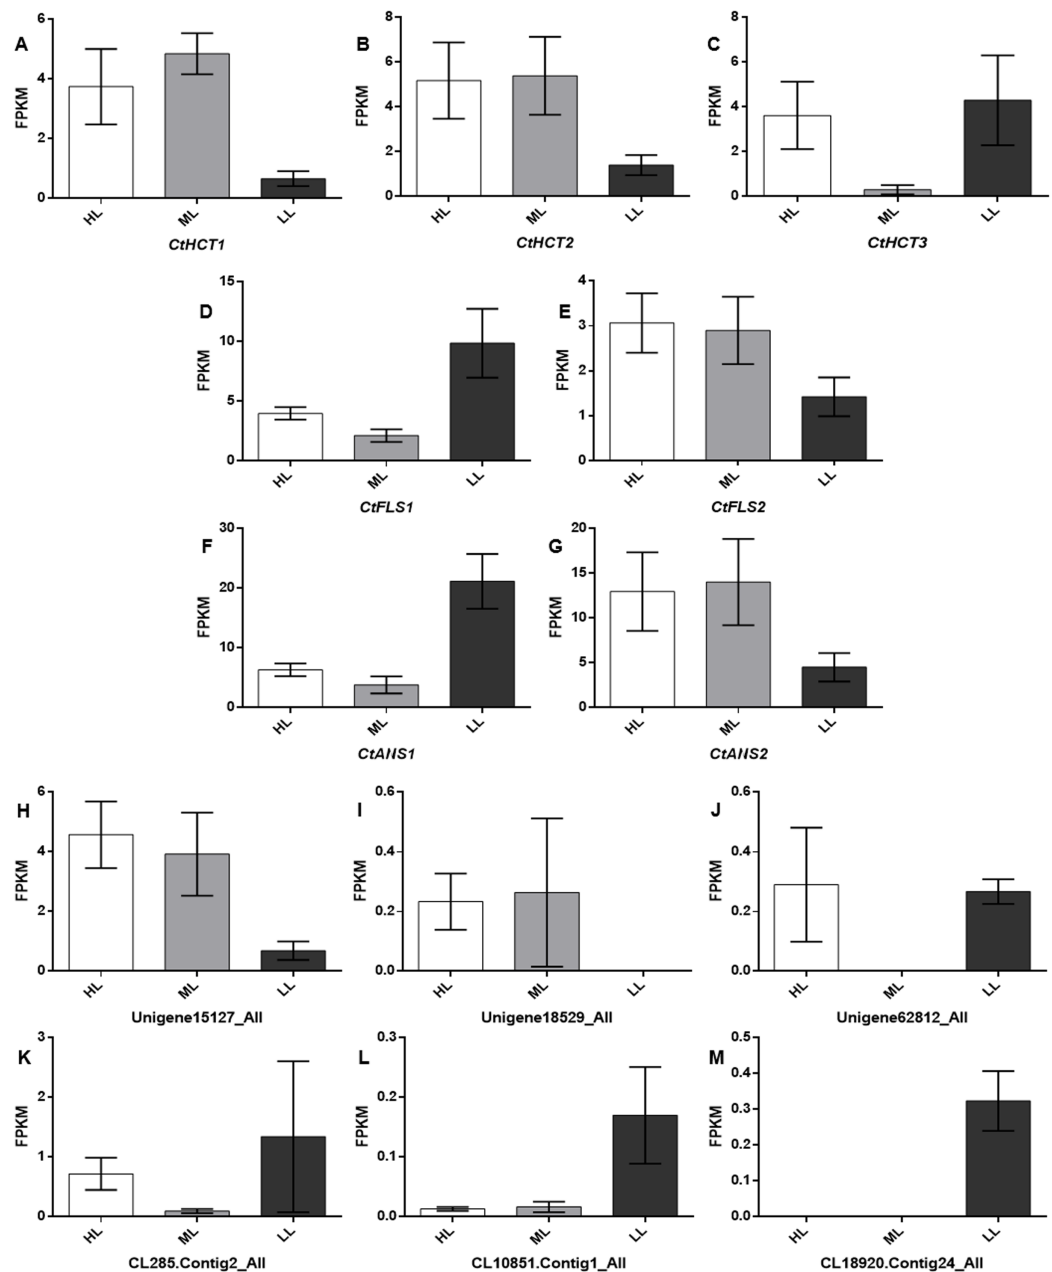 A
FPKM
6
4
2
0
HL
ML
LL
CtHCT1
B
FPKM
8
6
4
2
0
HL
ML
LL
CtHCT2
C
FPKM
8
6
4
2
0
HL
ML
LL
CtHCT3
D
FPKM
15
10
5
0
HL
ML
LL
CtFLS1
E
FPKM
4
3
2
1
0
HL
ML
LL
CtFLS2
F
FPKM
30
20
10
0
HL
ML
LL
CtANS1
G
FPKM
20
15
10
5
0
HL
ML
LL
CtANS2
H
FPKM
6
4
2
0
HL
ML
LL
Unigene15127_All
I
FPKM
0.6
0.4
0.2
0.0
HL
ML
LL
Unigene18529_All
J
FPKM
0.6
0.4
0.2
0.0
HL
ML
LL
Unigene62812_All
K
FPKM
3
2
1
0
HL
ML
LL
CL285.Contig2_All
L
FPKM
0.3
0.2
0.1
0.0
HL
ML
LL
CL10851.Contig1_All
M
FPKM
0.5
0.4
0.3
0.2
0.1
0.0
HL
ML
LL
CL18920.Contig24_All